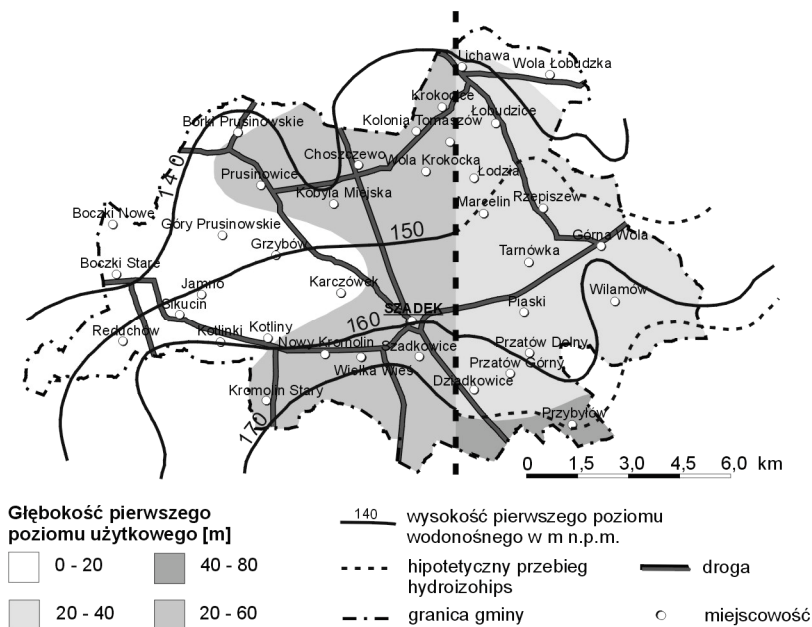 Lichawa
Wola Łobudzka
Krokocice
Łobudzice
Borki Prusinowskie
Kolonia Tomaszów
140
Choszczewo
Wola Krokocka
Prusinowice
Łodzia
Kobyla Miejska
Marcelin
Rzepiszew
Boczki Nowe
Góry Prusinowskie
150
Górna Wola
Grzybów
Tarnówka
Boczki Stare
Jamno
Karczówek
Wilamów
Sikucin
SZADEK
Piaski
Reduchów
Kotlinki
Kotliny
160
Nowy Kromolin
Szadkowice
Przatów Dolny
Wielka Wieś
Przatów Górny
Kromolin Stary
Dziadkowice
170
Przybyłów
0 1,5 3,0 4,5 6,0 km
Głębokość pierwszego
poziomu użytkowego [m]
0 - 20
40 - 80
20 - 40
20 - 60
140
wysokość pierwszego poziomu
wodonośnego w m n.p.m.
hipotetyczny przebieg
hydroizohips
droga
granica gminy
miejscowość